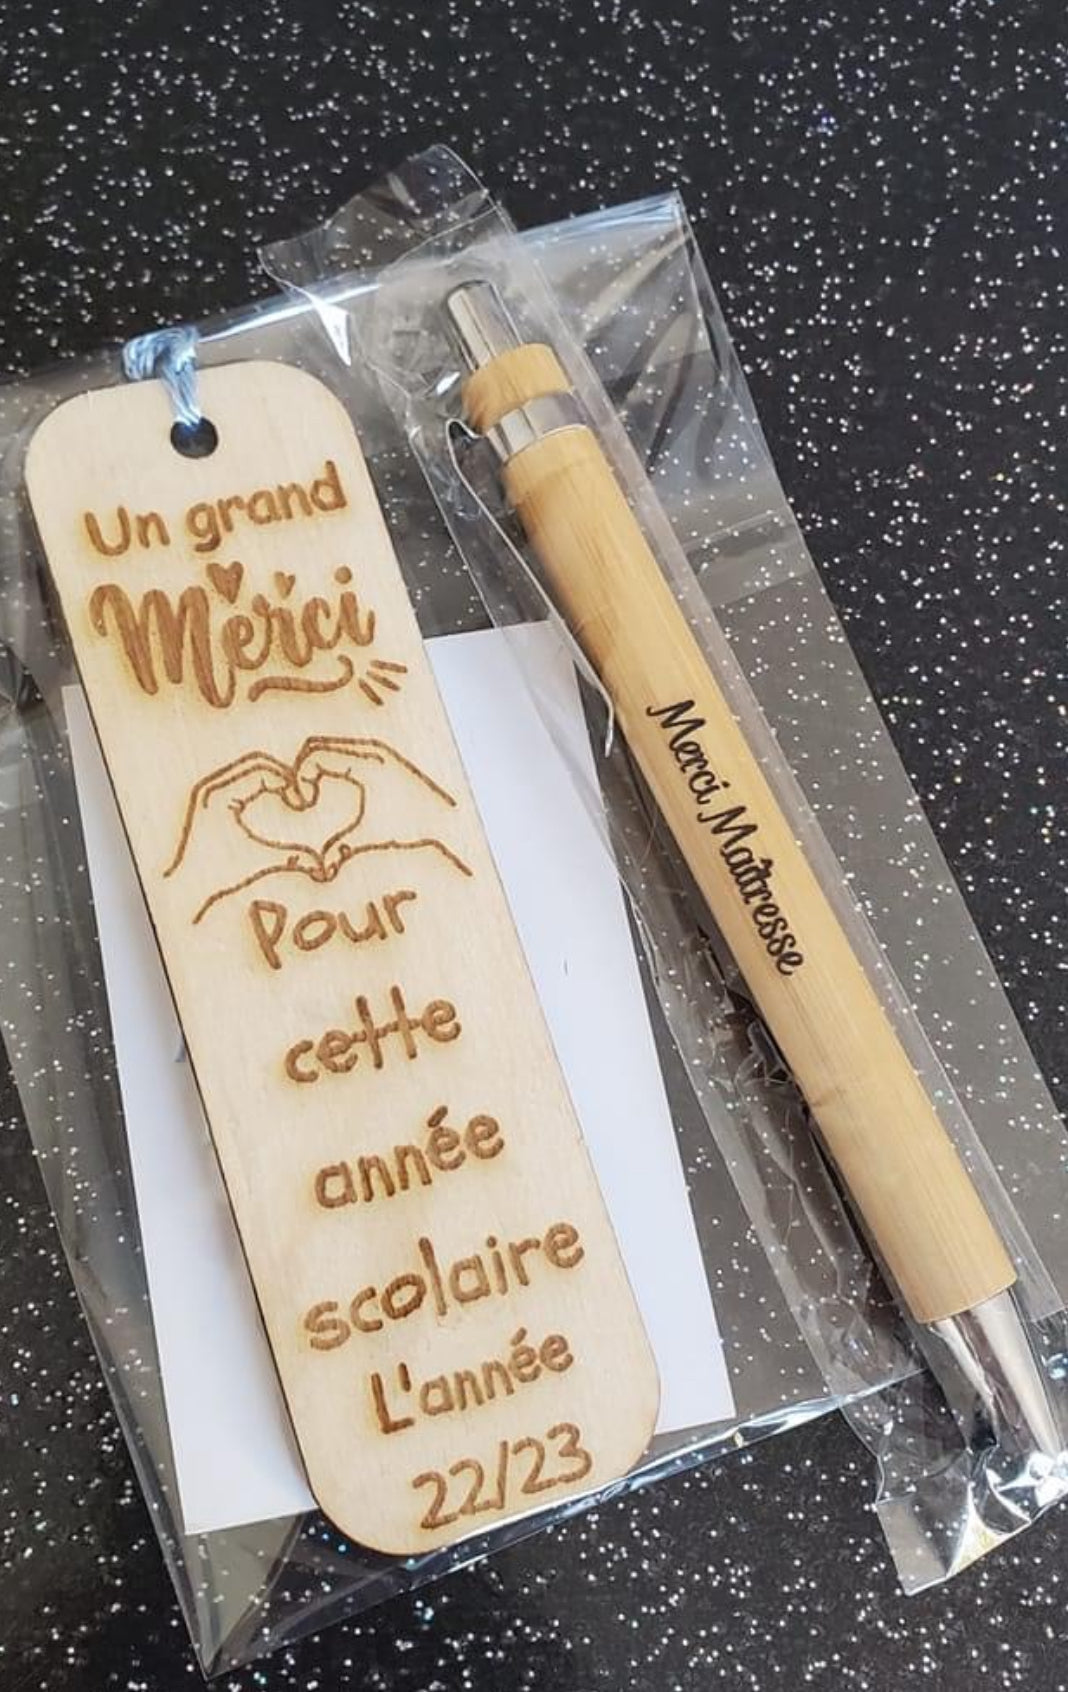 Un grand
Merci
Pour
cette
année
scolaire
L'année
22/23
Merci Maîtresse